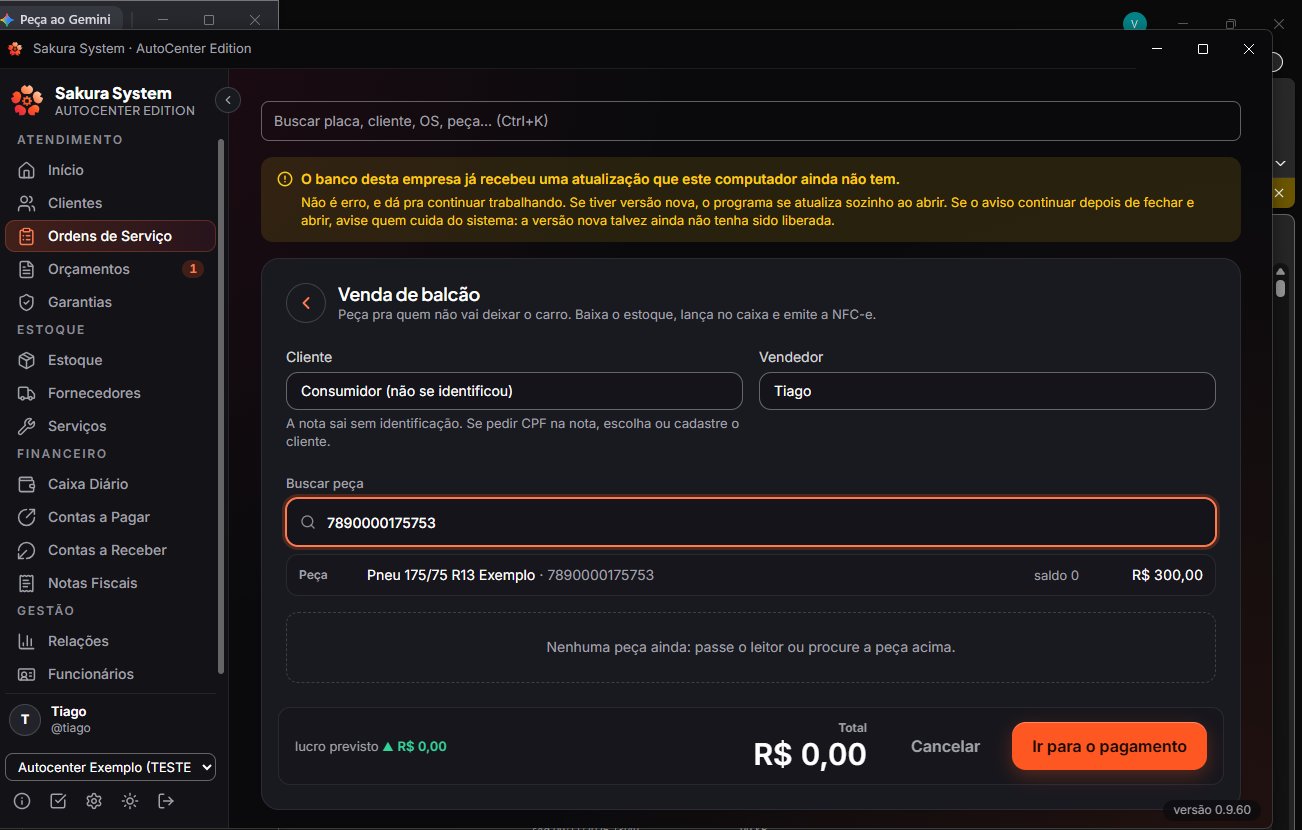 Peça ao Gemini
V
Sakura System · AutoCenter Edition
Sakura System
AUTOCENTER EDITION
ATENDIMENTO
Início
Clientes
Ordens de Serviço
Orçamentos
1
Garantias
ESTOQUE
Estoque
Fornecedores
Serviços
FINANCEIRO
Caixa Diário
Contas a Pagar
Contas a Receber
Notas Fiscais
GESTÃO
Relações
Funcionários
T
Tiago
@tiago
Autocenter Exemplo (TESTE
Buscar placa, cliente, OS, peça... (Ctrl+K)
O banco desta empresa já recebeu uma atualização que este computador ainda não tem.
Não é erro, e dá pra continuar trabalhando. Se tiver versão nova, o programa se atualiza sozinho ao abrir. Se o aviso continuar depois de fechar e
abrir, avise quem cuida do sistema: a versão nova talvez ainda não tenha sido liberada.
Venda de balcão
Peça pra quem não vai deixar o carro. Baixa o estoque, lança no caixa e emite a NFC-e.
Cliente
Consumidor (não se identificou)
A nota sai sem identificação. Se pedir CPF na nota, escolha ou cadastre o
cliente.
Vendedor
Tiago
Buscar peça
7890000175753
Peça Pneu 175/75 R13 Exemplo · 7890000175753 saldo 0 R$ 300,00
Nenhuma peça ainda: passe o leitor ou procure a peça acima.
lucro previsto ▲ R$ 0,00
Total
R$ 0,00
Cancelar
Ir para o pagamento
versão 0.9.60